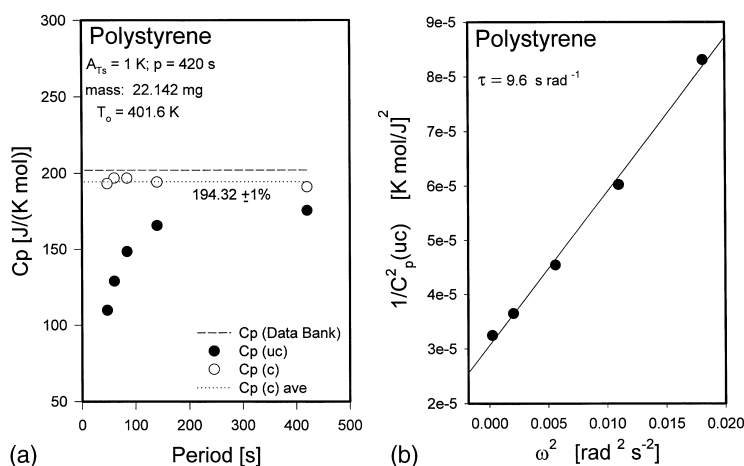 Polystyrene
A_Ts = 1 K; p = 420 s
mass: 22.142 mg
T_o = 401.6 K
194.32 ±1%
Cp (Data Bank)
Cp (uc)
Cp (c)
Cp (c) ave
Cp [J/(K mol)]
300
250
200
150
100
50
0 100 200 300 400 500
Period [s]
(a)
Polystyrene
τ = 9.6 s rad⁻¹
1/C²p(uc) [K mol/J]²
9e-5
8e-5
7e-5
6e-5
5e-5
4e-5
3e-5
2e-5
0.000 0.005 0.010 0.015 0.020
ω² [rad ² s⁻²]
(b)